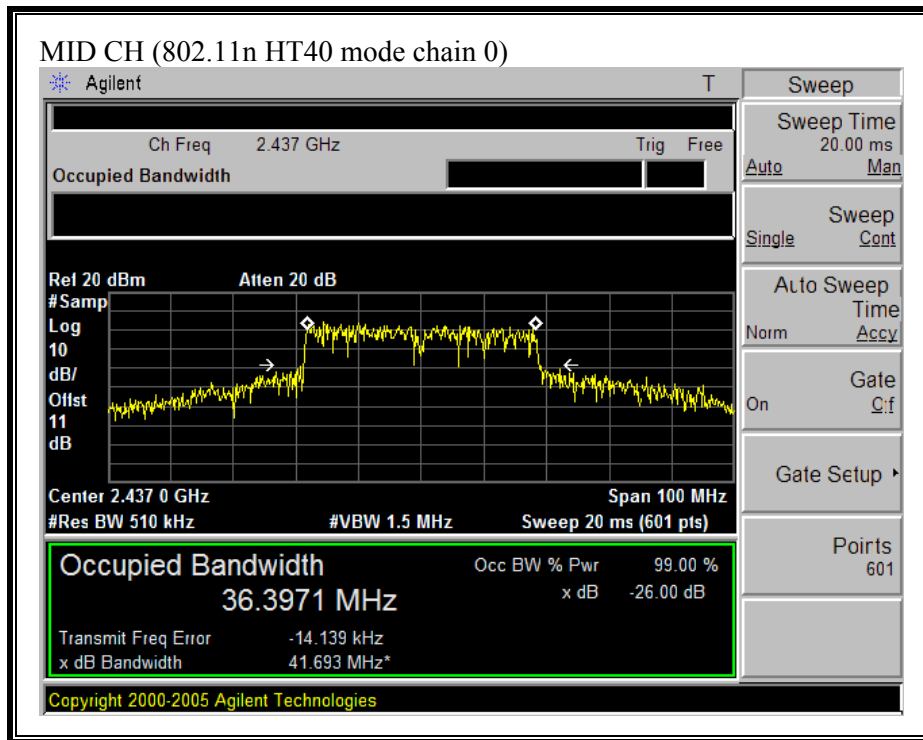 MID CH (802.11n HT40 mode chain 0)
Agilent T
Sweep
Ch Freq 2.437 GHz Trig Free
Occupied Bandwidth
Sweep Time
20.00 ms
Auto Man
Sweep
Single Cont
Auto Sweep
Time
Norm Accy
Gate
On Off
Gate Setup
Points
601
Ref 20 dBm Atten 20 dB
#Samp
Log
10
dB/
Offst
11
dB
Center 2.437 0 GHz Span 100 MHz
#Res BW 510 kHz #VBW 1.5 MHz Sweep 20 ms (601 pts)
Occupied Bandwidth
36.3971 MHz
Occ BW % Pwr 99.00 %
x dB -26.00 dB
Transmit Freq Error -14.139 kHz
x dB Bandwidth 41.693 MHz*
Copyright 2000-2005 Agilent Technologies